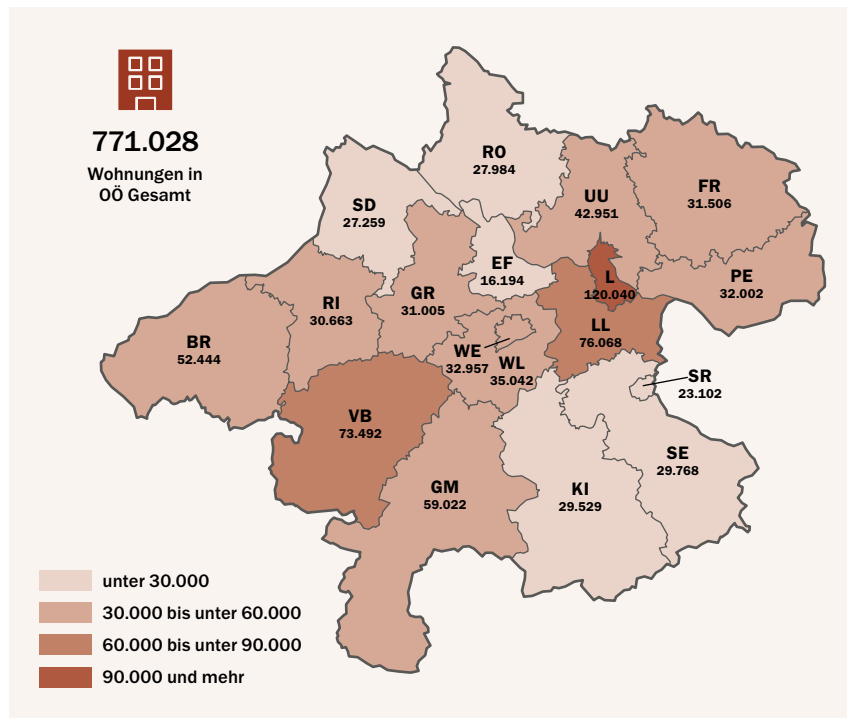 771.028
Wohnungen in
OÖ Gesamt
RO
27.984
SD
27.259
UU
42.951
FR
31.506
EF
16.194
L
120.040
PE
32.002
GR
31.005
RI
30.663
BR
52.444
LL
76.068
WE
32.957
WL
35.042
SR
23.102
VB
73.492
SE
29.768
GM
59.022
KI
29.529
unter 30.000
30.000 bis unter 60.000
60.000 bis unter 90.000
90.000 und mehr